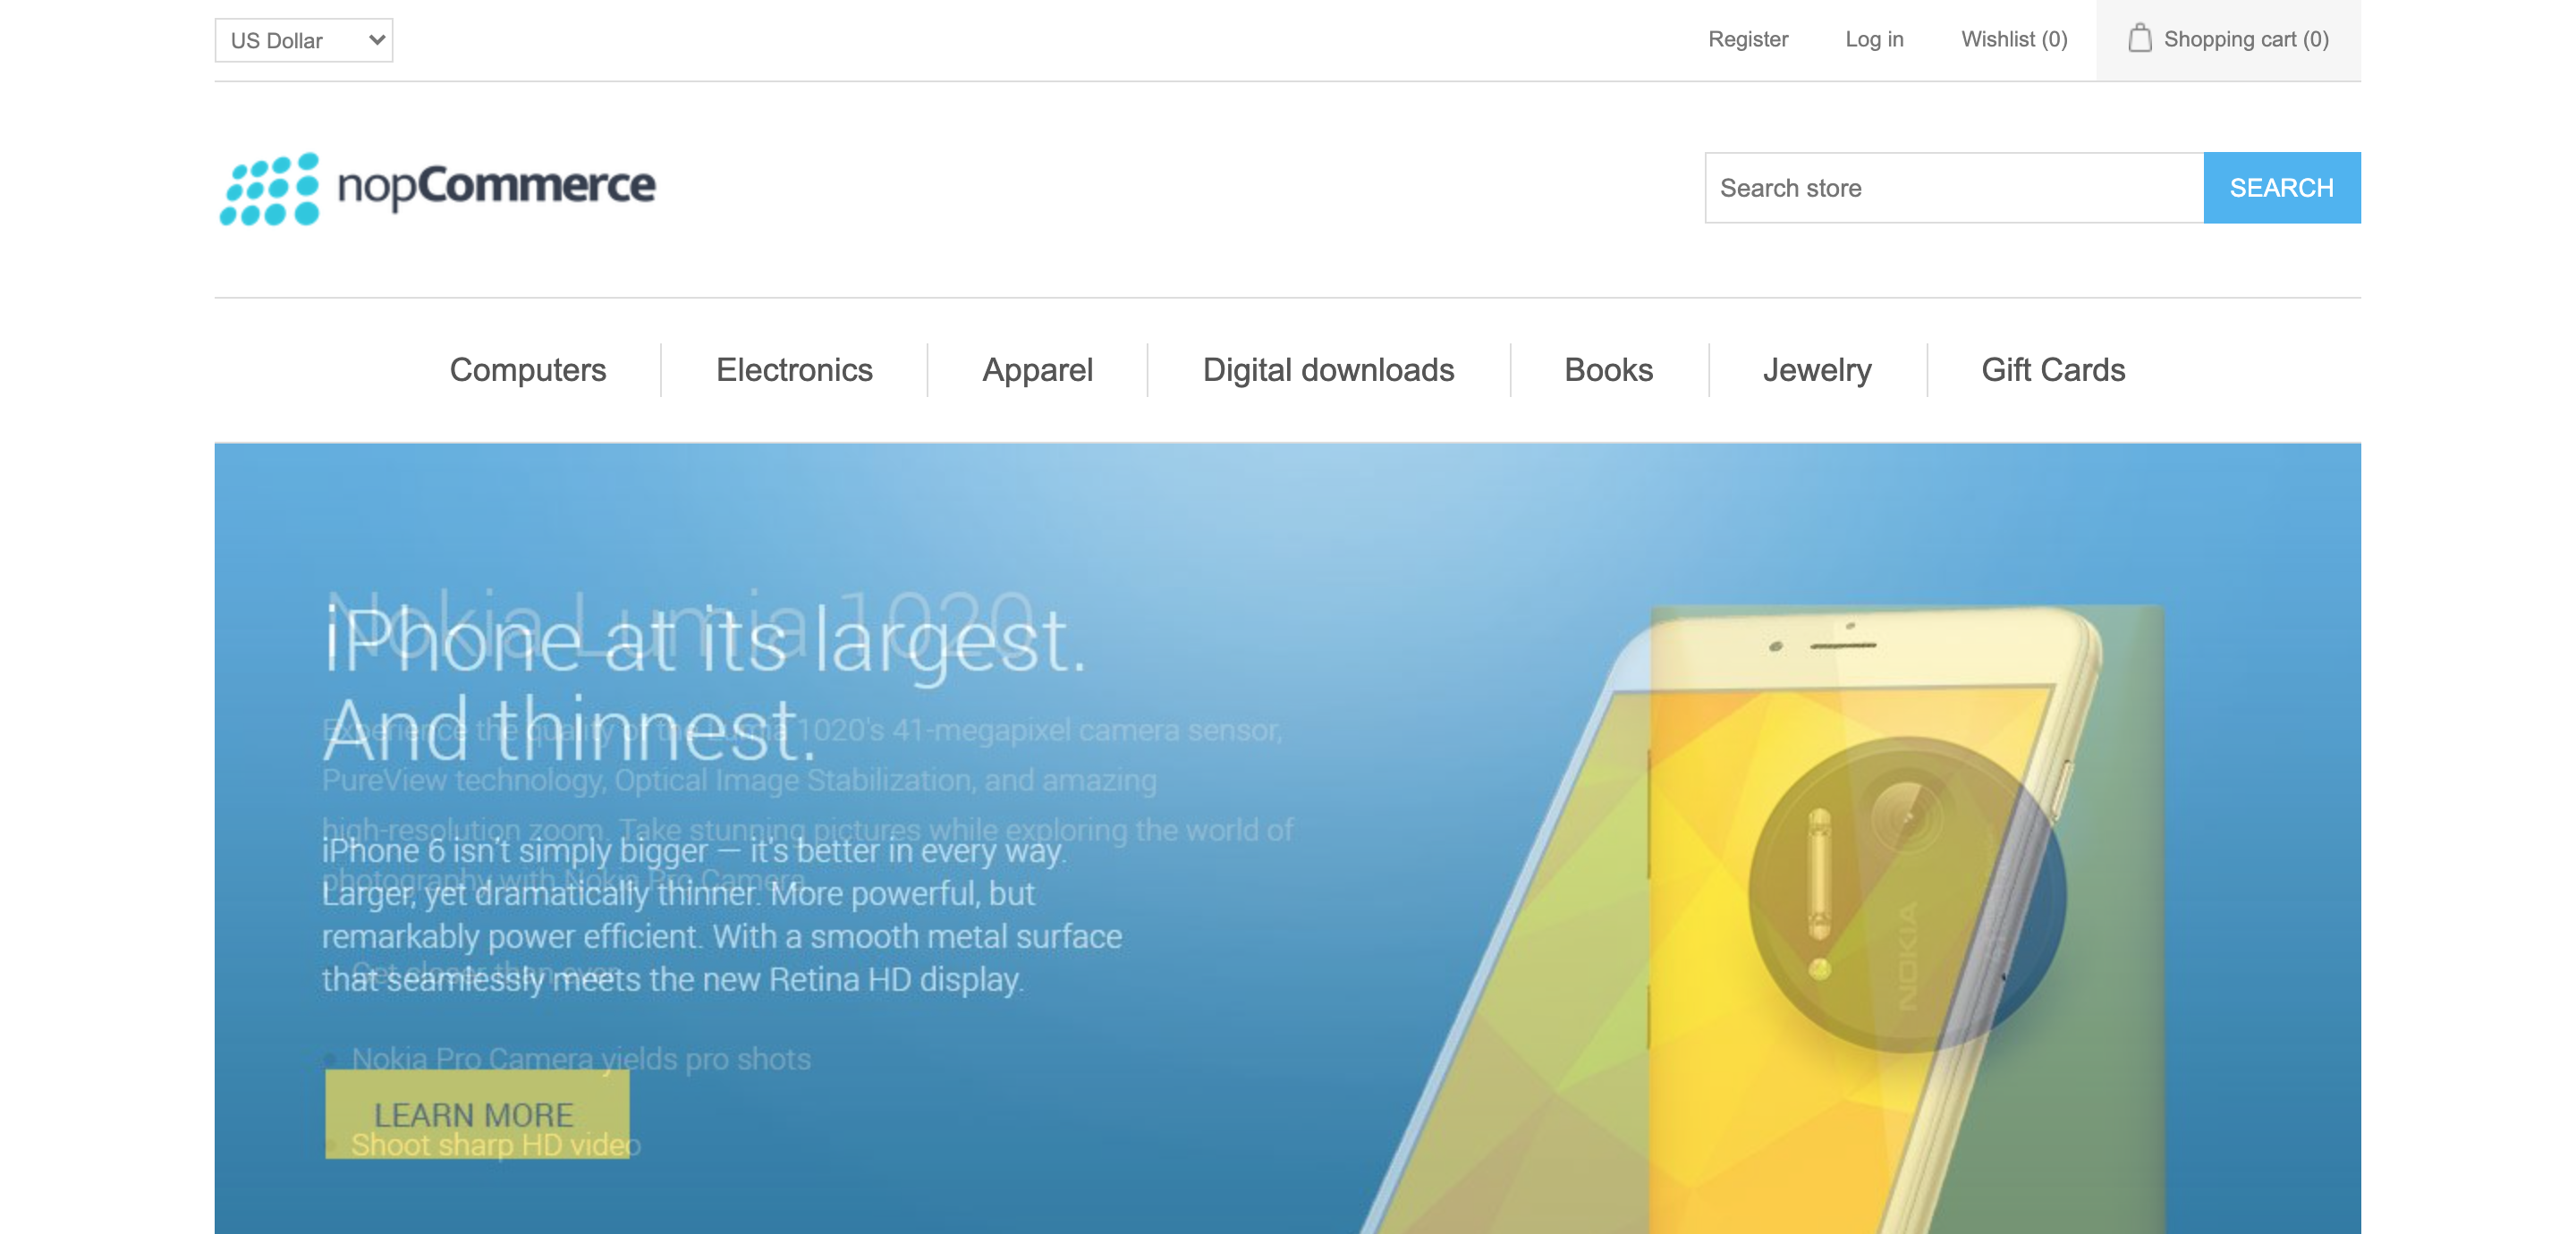 US Dollar
Register
Log in
Wishlist (0)
Shopping cart (0)
nopCommerce
Search store
SEARCH
Computers
Electronics
Apparel
Digital downloads
Books
Jewelry
Gift Cards
Nokia Lumia 1020
iPhone at its largest.
And thinnest.
Experience the quality of the Lumia 1020's 41-megapixel camera sensor,
PureView technology, Optical Image Stabilization, and amazing
high-resolution zoom. Take stunning pictures while exploring the world of
photography with Nokia Pro Camera.
iPhone 6 isn't simply bigger — it's better in every way.
Larger, yet dramatically thinner. More powerful, but
remarkably power efficient. With a smooth metal surface
that seamlessly meets the new Retina HD display.
Get closer than ever
Nokia Pro Camera yields pro shots
LEARN MORE
Shoot sharp HD video
NOKIA